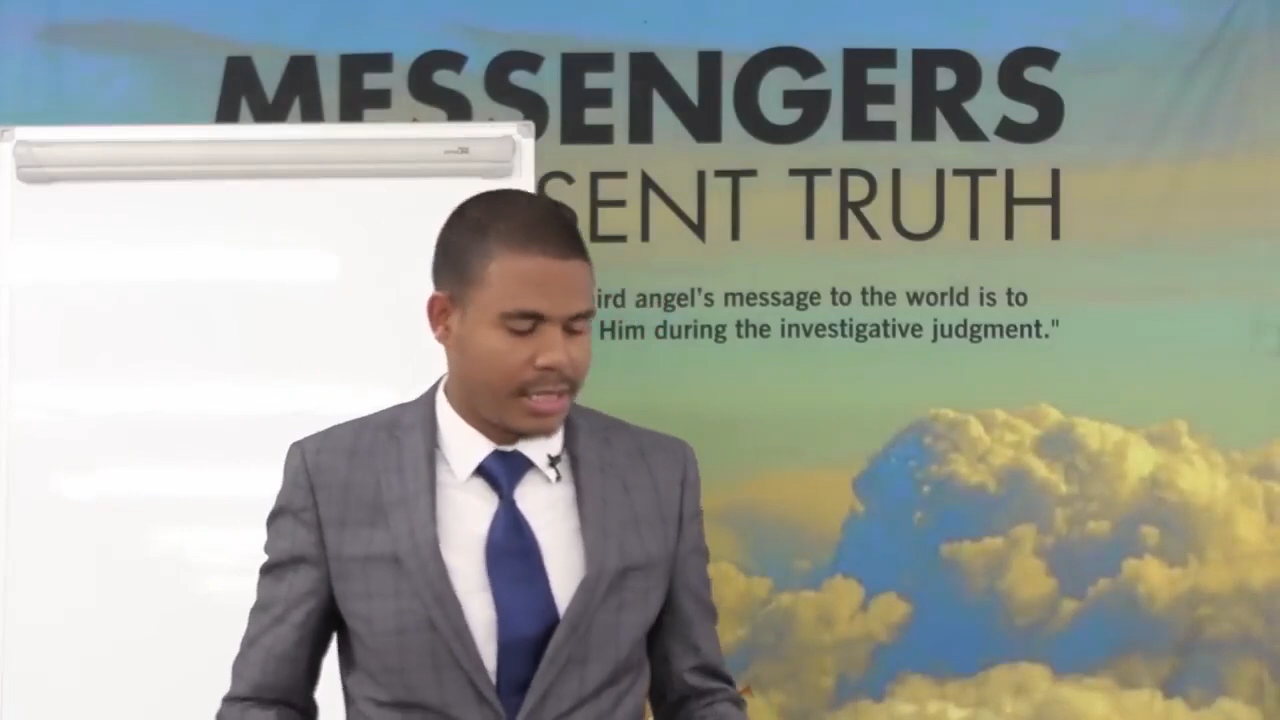 MESSENGERS
SENT TRUTH
ird angel's message to the world is to
Him during the investigative judgment."